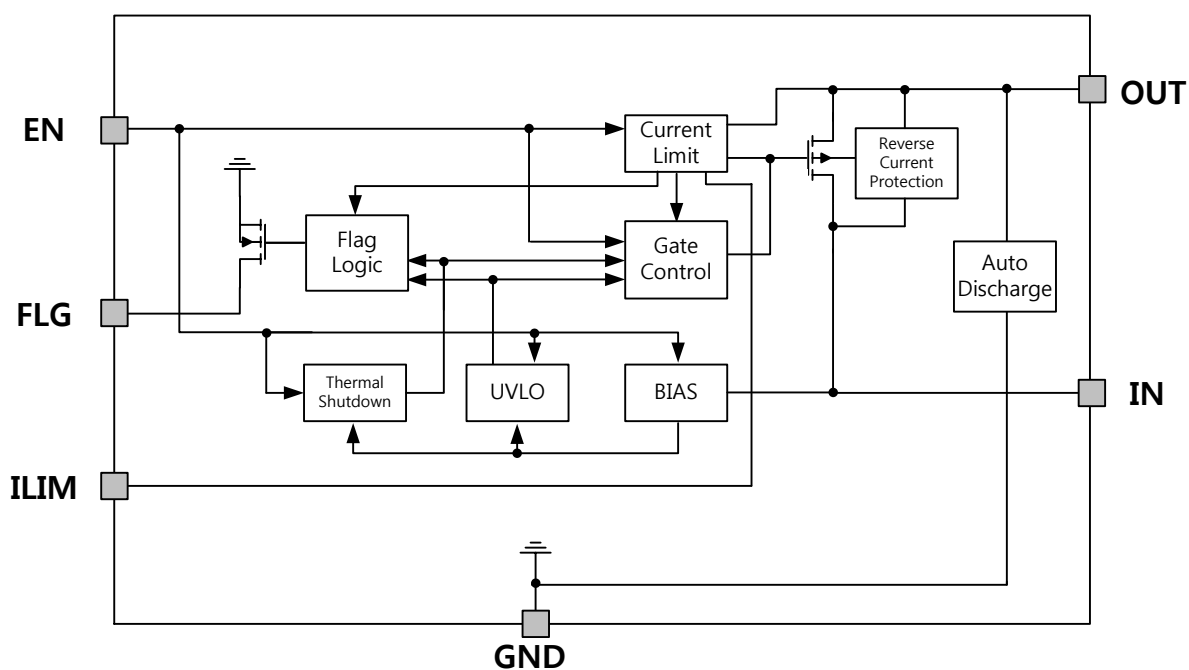 OUT
EN
Current
Limit
Reverse
Current
Protection
Flag
Logic
Gate
Control
Auto
Discharge
FLG
Thermal
Shutdown
UVLO
BIAS
IN
ILIM
GND